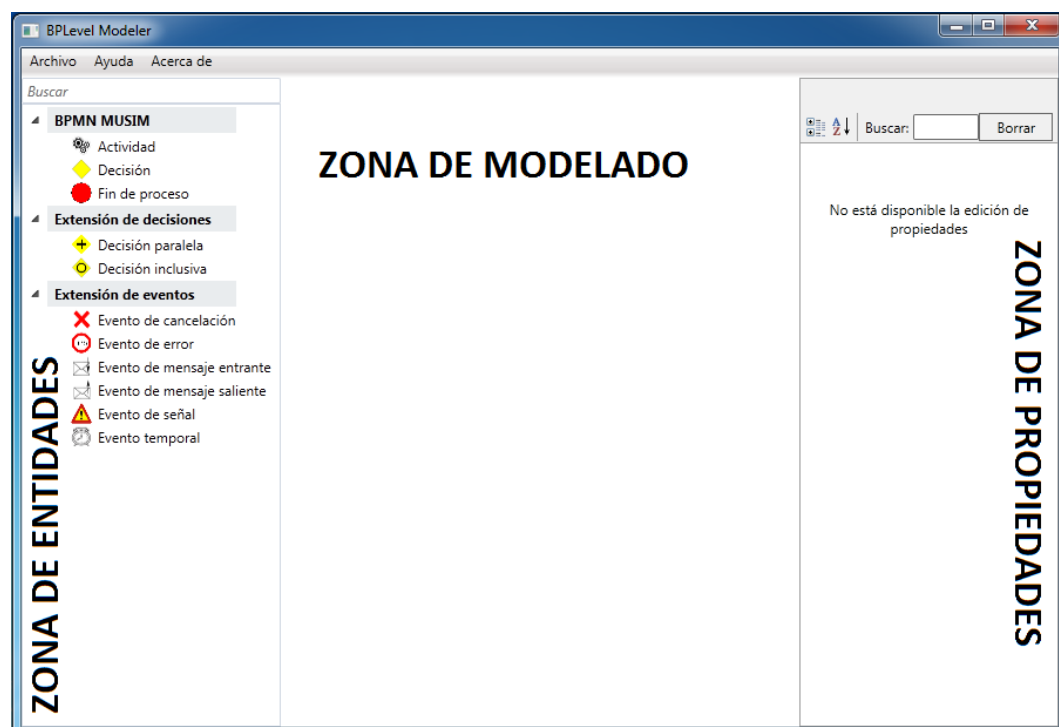 BPLevel Modeler
Archivo Ayuda Acerca de
Buscar
BPMN MUSIM
Actividad
Decisión
Fin de proceso
Extensión de decisiones
Decisión paralela
Decisión inclusiva
Extensión de eventos
Evento de cancelación
Evento de error
Evento de mensaje entrante
Evento de mensaje saliente
Evento de señal
Evento temporal
ZONA DE ENTIDADES
ZONA DE MODELADO
Buscar: Borrar
No está disponible la edición de
propiedades
ZONA DE PROPIEDADES